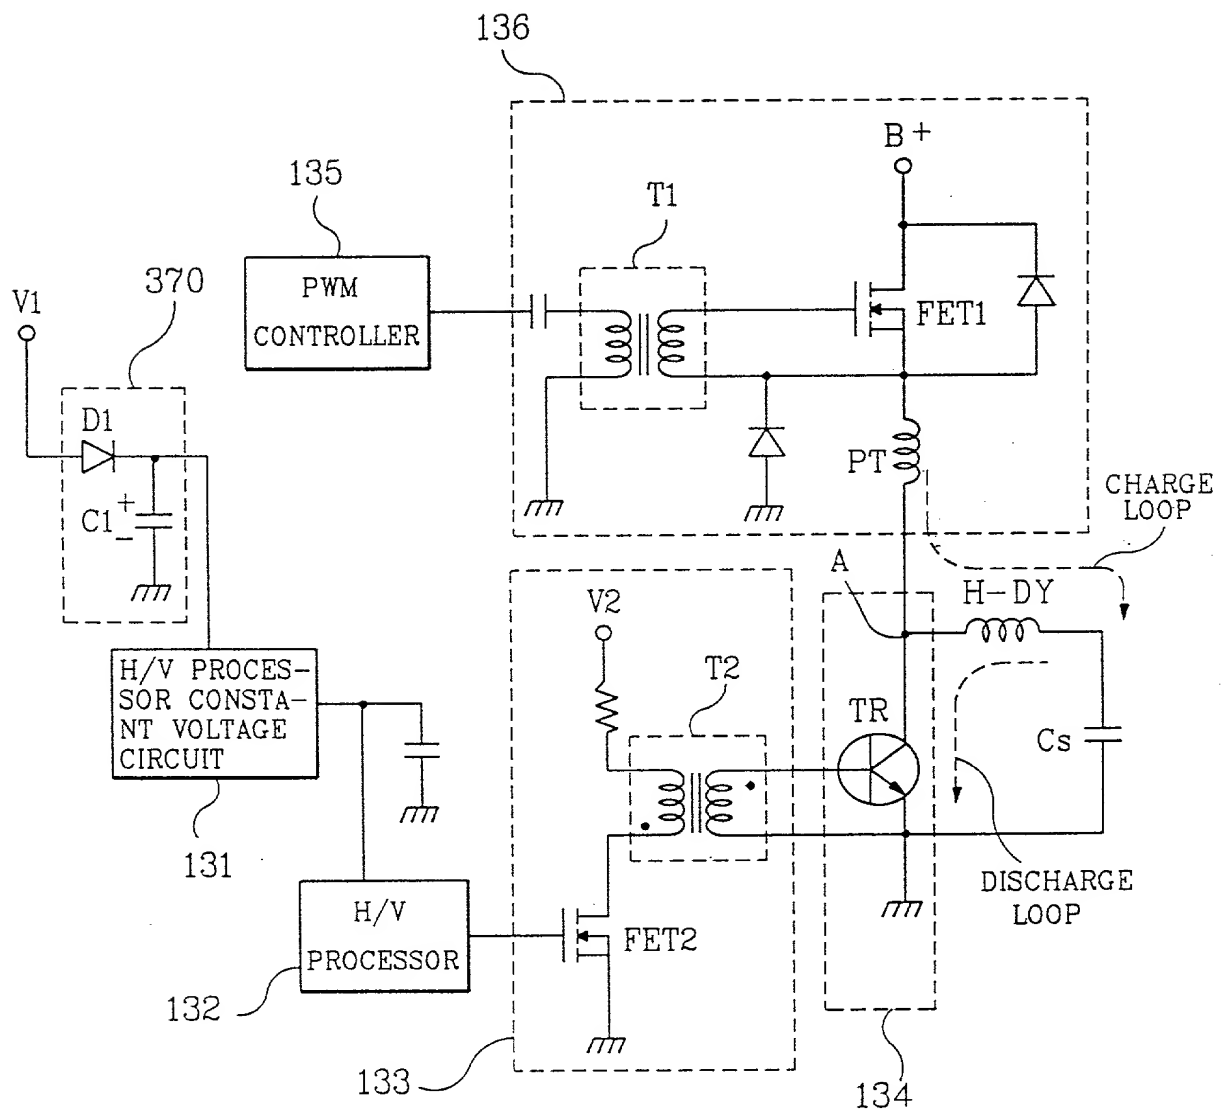 136
B+
135
T1
370
V1
PWM
CONTROLLER
FET1
D1
C1
+
-
PT
CHARGE
LOOP
A
H-DY
V2
H/V PROCES-
SOR CONSTA-
NT VOLTAGE
CIRCUIT
T2
TR
Cs
131
DISCHARGE
LOOP
H/V
PROCESSOR
FET2
132
133
134